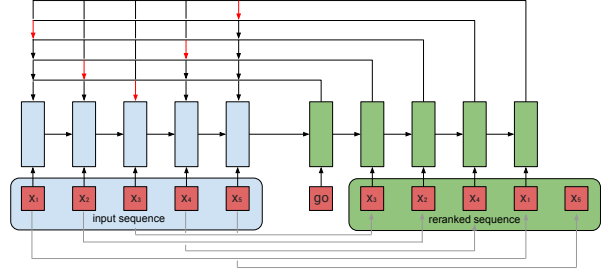 x₁ x₂ x₃ x₄ x₅ go x₃ x₂ x₄ x₁ x₅
input sequence reranked sequence